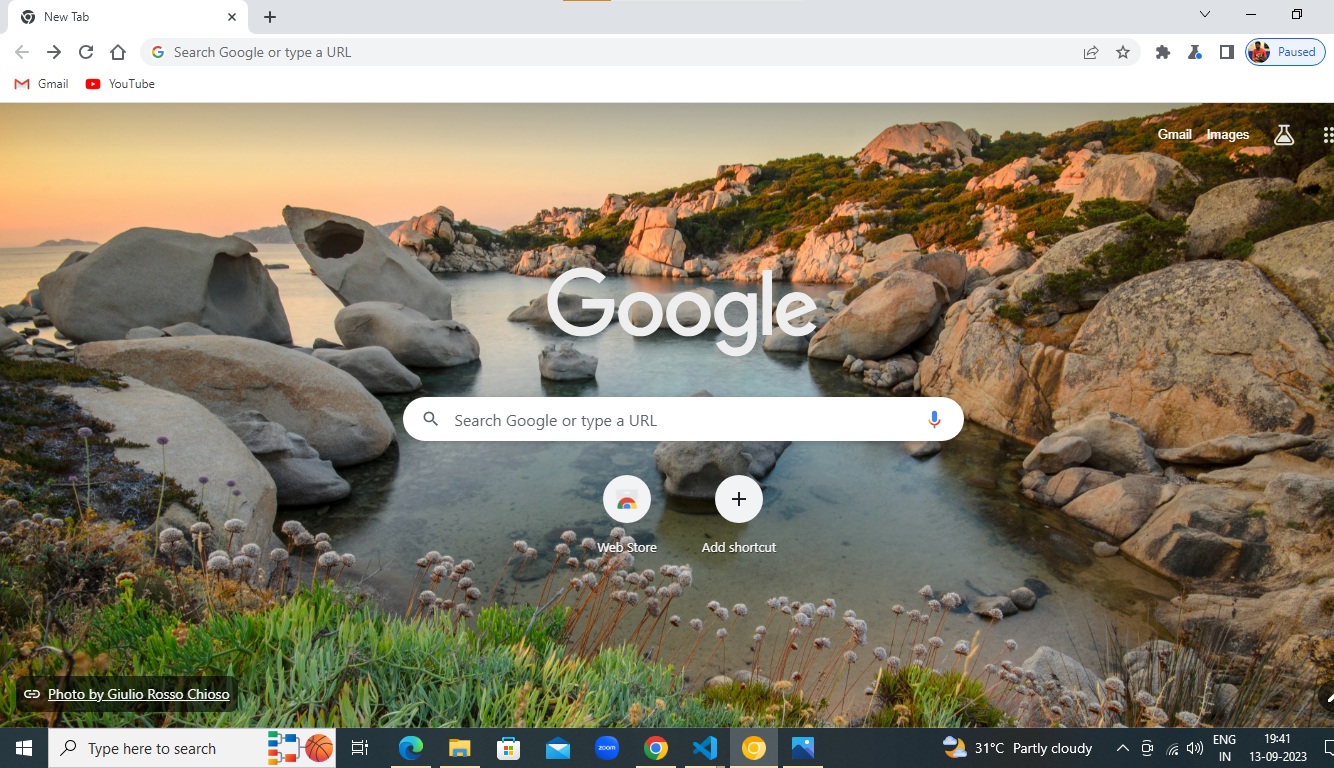 New Tab
Search Google or type a URL
Paused
Gmail
YouTube
Gmail
Images
Google
Search Google or type a URL
Web Store
Add shortcut
Photo by Giulio Rosso Chioso
Type here to search
zoom
31°C Partly cloudy
ENG
IN
19:41
13-09-2023